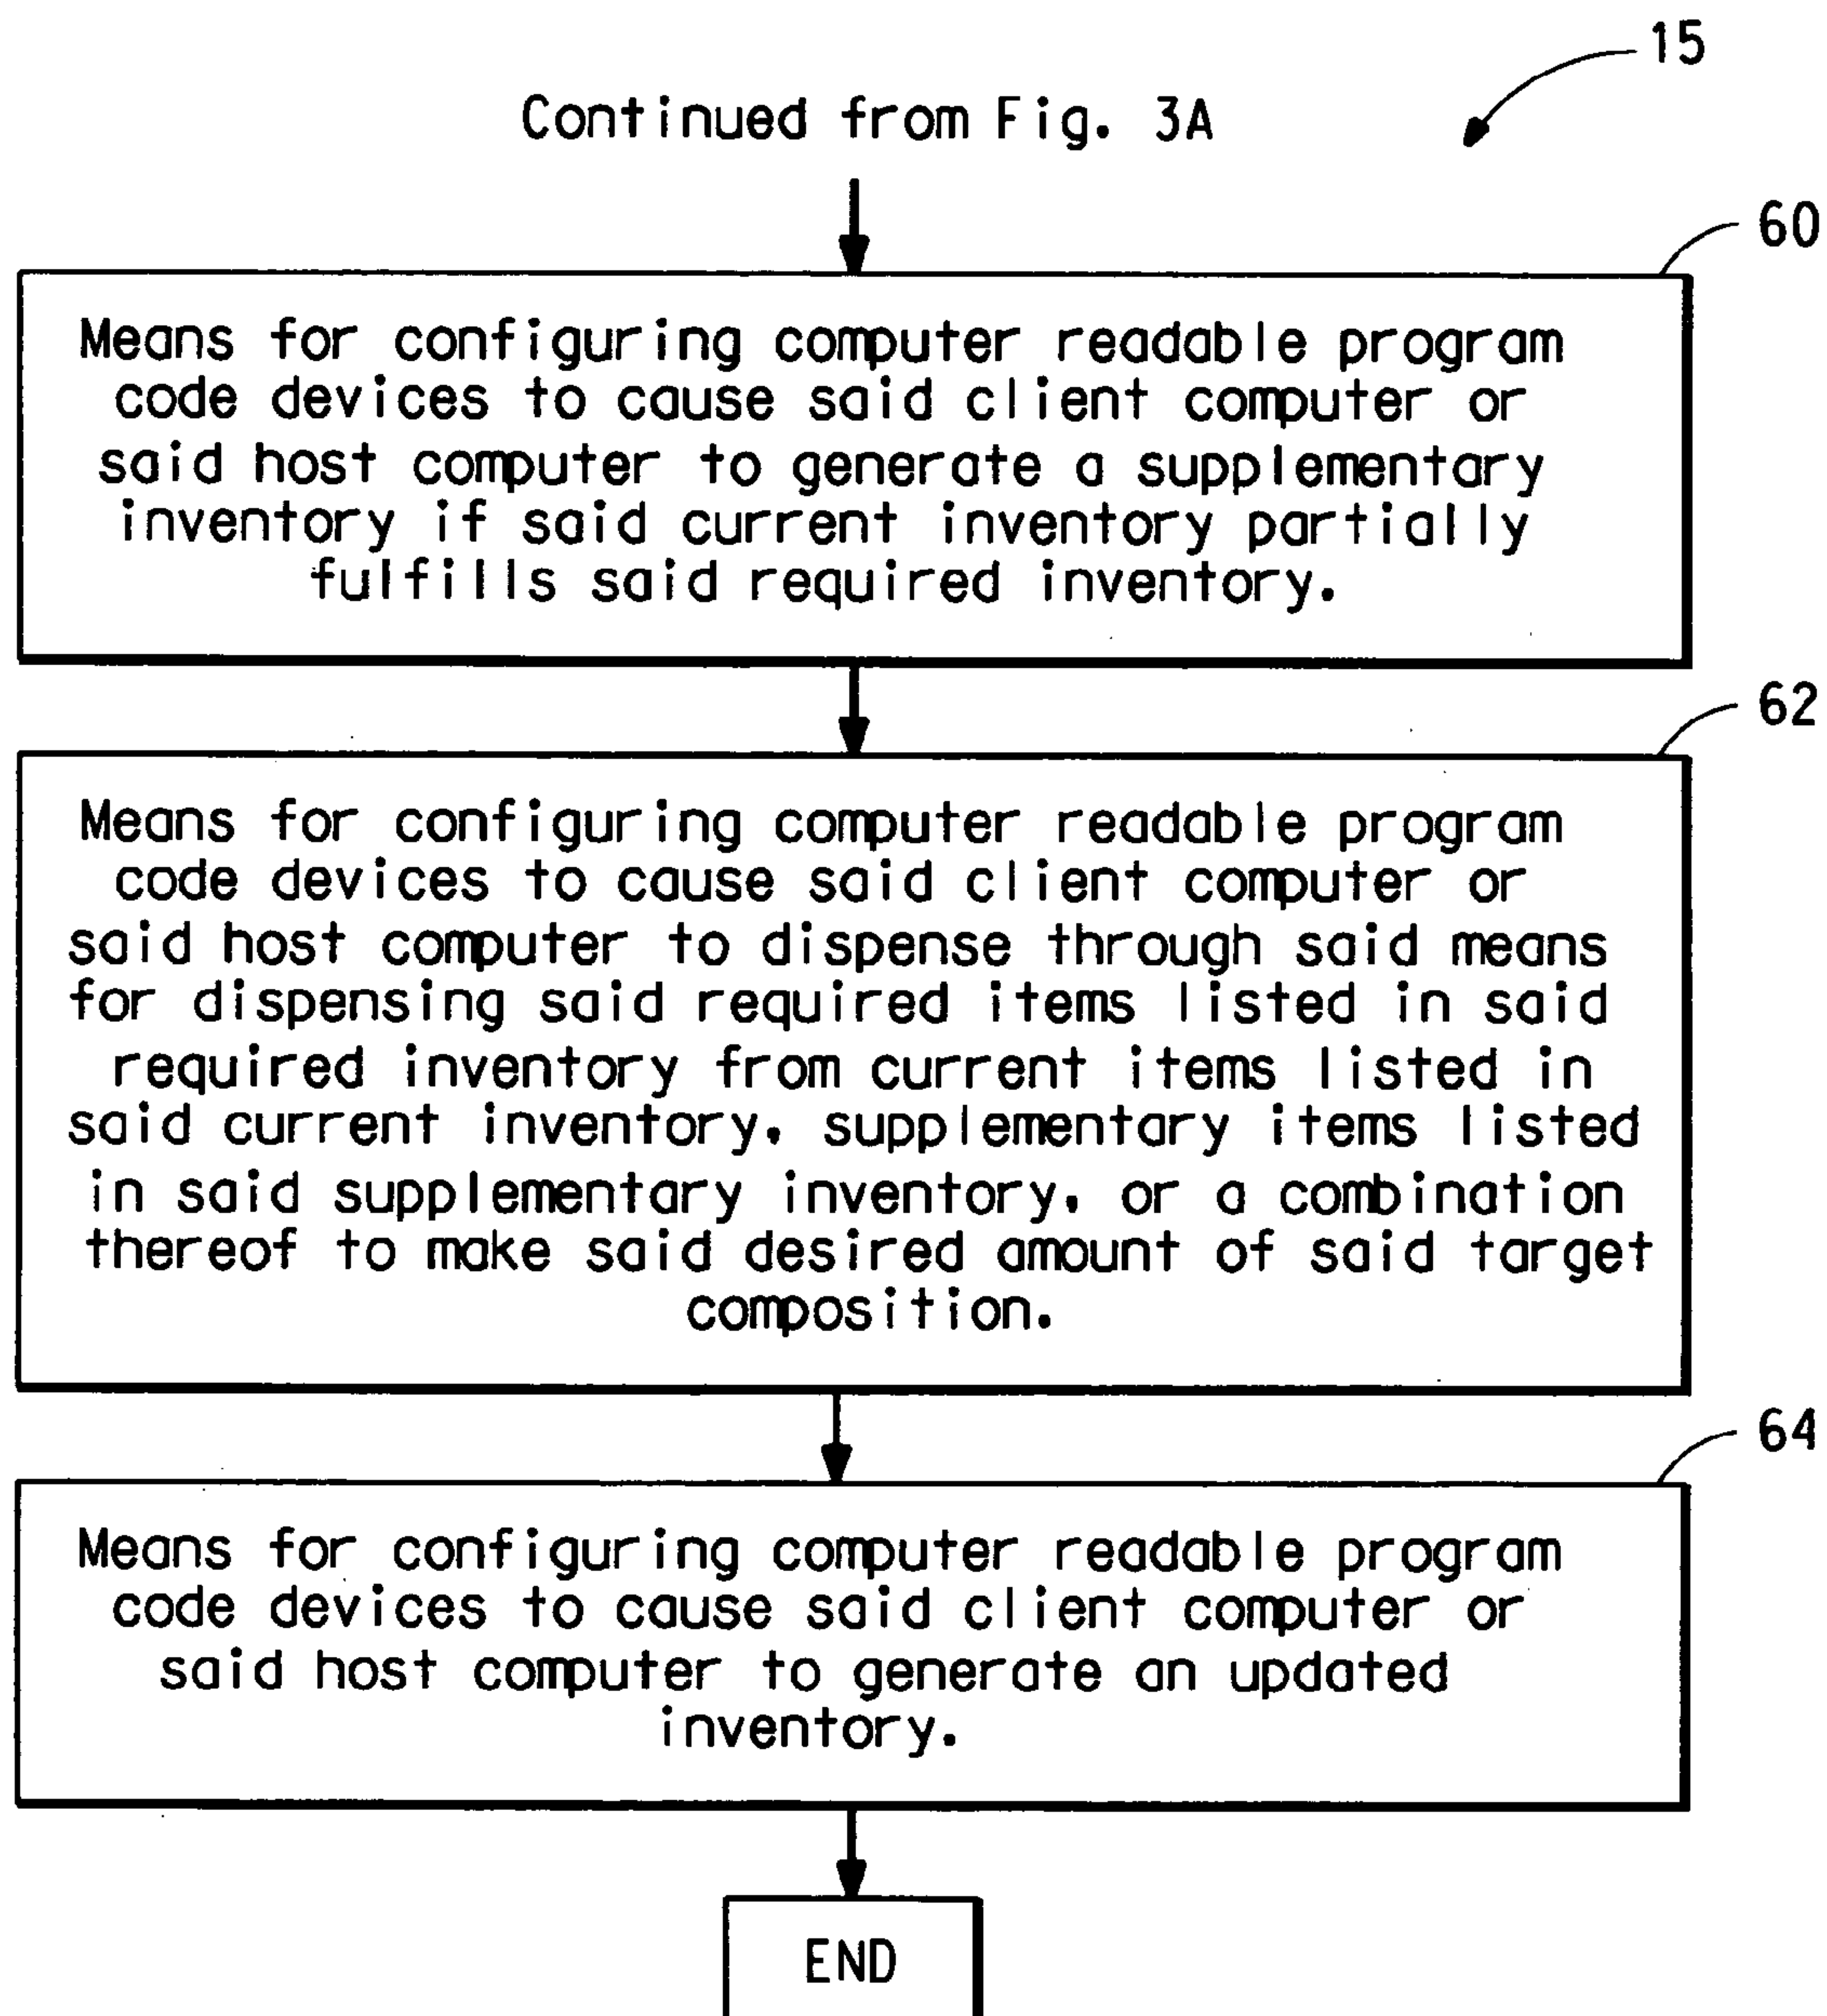 15
Continued from Fig. 3A
60
Means for configuring computer readable program
code devices to cause said client computer or
said host computer to generate a supplementary
inventory if said current inventory partially
fulfills said required inventory.
62
Means for configuring computer readable program
code devices to cause said client computer or
said host computer to dispense through said means
for dispensing said required items listed in said
required inventory from current items listed in
said current inventory, supplementary items listed
in said supplementary inventory, or a combination
thereof to make said desired amount of said target
composition.
64
Means for configuring computer readable program
code devices to cause said client computer or
said host computer to generate an updated
inventory.
END